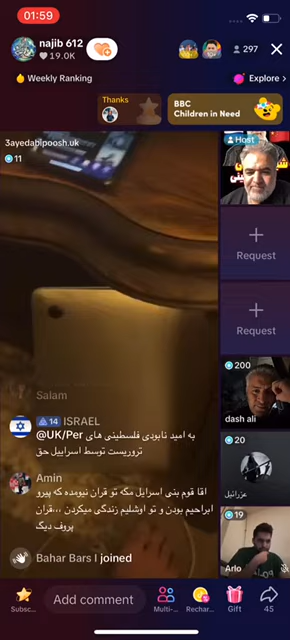 01:59
najib 612
19.0K
297
Weekly Ranking
Explore >
Thanks
BBC
Children in Need
3ayedabipoosh.uk
11
Host
Request
Request
Salam
14 ISRAEL
@UK/Per به امید نابودی فلسطینی های
تروریست توسط اسراییل حق
Amin
اقا قوم بنی اسرایل مگه تو قران نیومده که پیرو
ابراهیم بودن و تو اوشلیم زندگی میکردن ،،،قران
پروف دیگ
Bahar Bars I joined
200
dash ali
20
عزرائیل
19
Arlo
Subsc...
Add comment
Multi-...
Rechar...
Gift
45